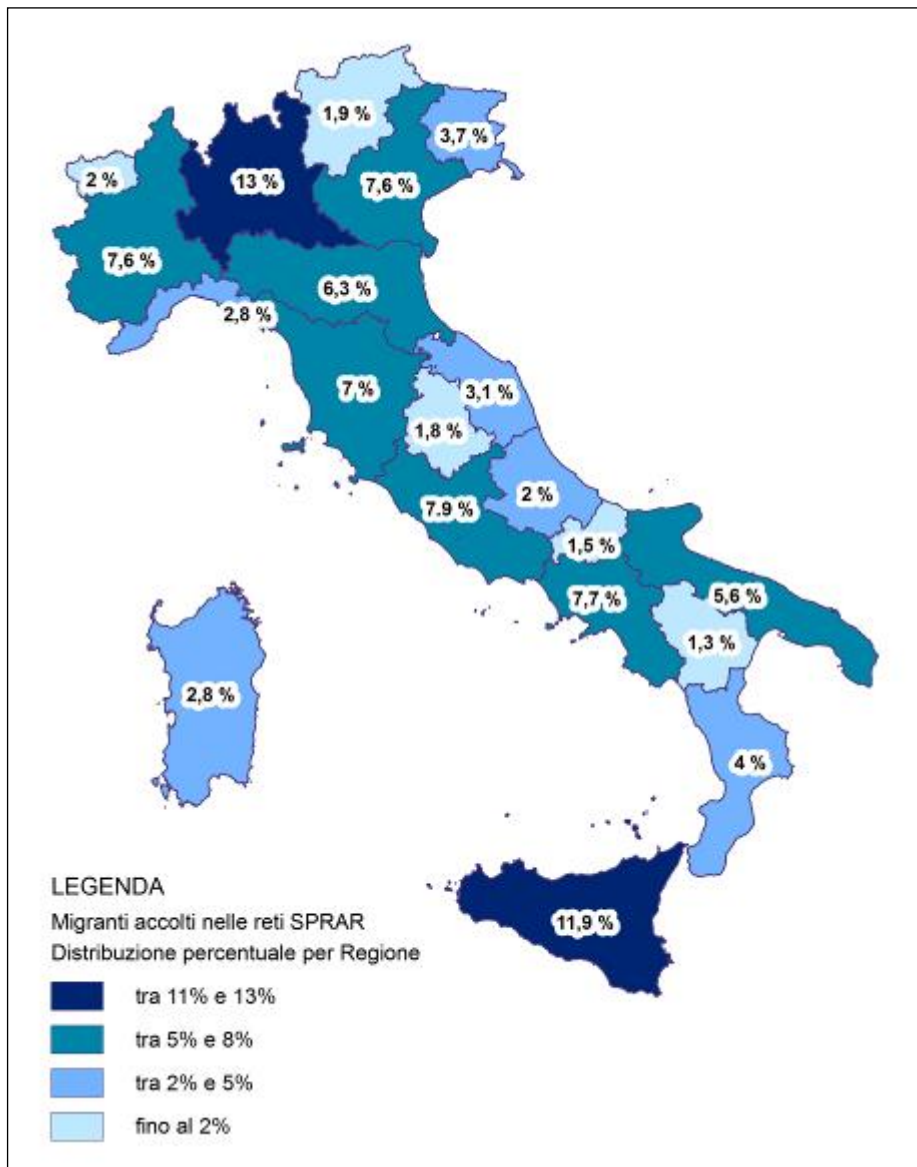 1,9 %
3,7 %
2 %
13 %
7,6 %
7,6 %
6,3 %
2,8 %
7 %
3,1 %
1,8 %
2 %
7.9 %
1,5 %
7,7 %
5,6 %
1,3 %
2,8 %
4 %
11,9 %
LEGENDA
Migranti accolti nelle reti SPRAR
Distribuzione percentuale per Regione
tra 11% e 13%
tra 5% e 8%
tra 2% e 5%
fino al 2%